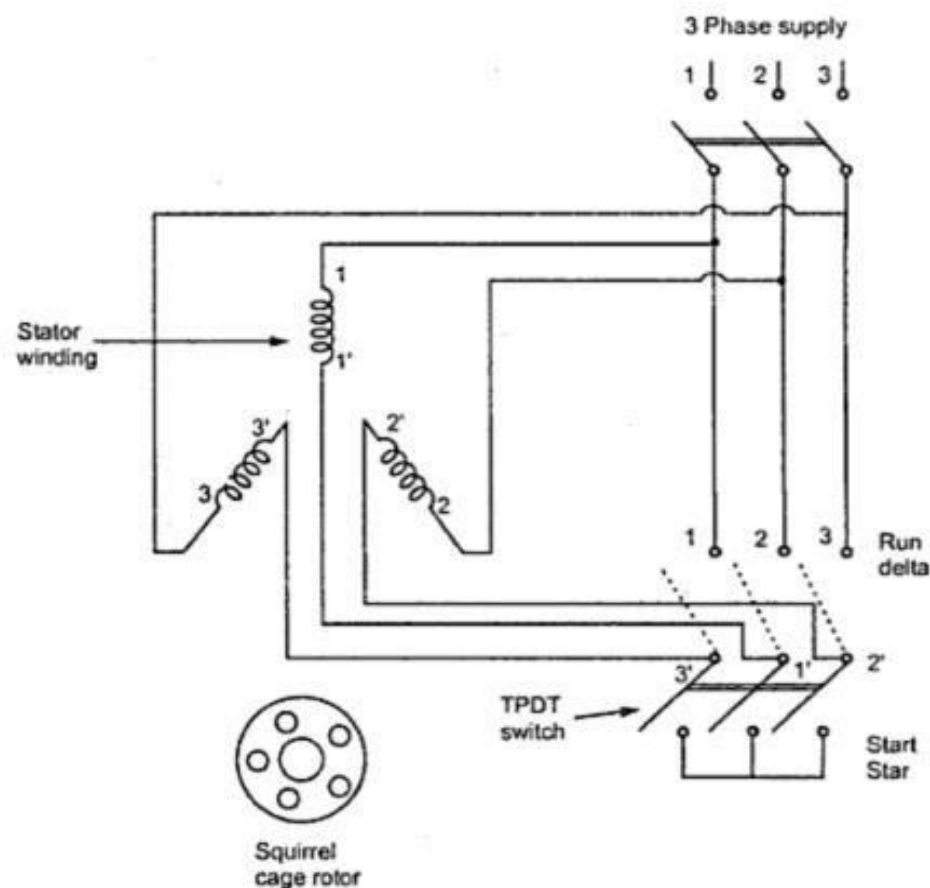 3 Phase supply
1 2 3
1
Stator
winding
1'
3' 2'
3 2
1 2 3
Run
delta
3' 1' 2'
TPDT
switch
Start
Star
Squirrel
cage rotor